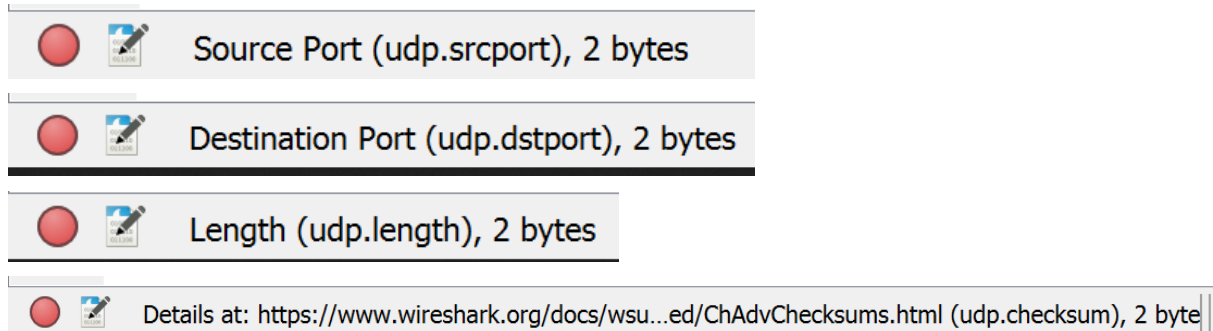 Source Port (udp.srcport), 2 bytes
Destination Port (udp.dstport), 2 bytes
Length (udp.length), 2 bytes
Details at: https://www.wireshark.org/docs/wsu…ed/ChAdvChecksums.html (udp.checksum), 2 byte